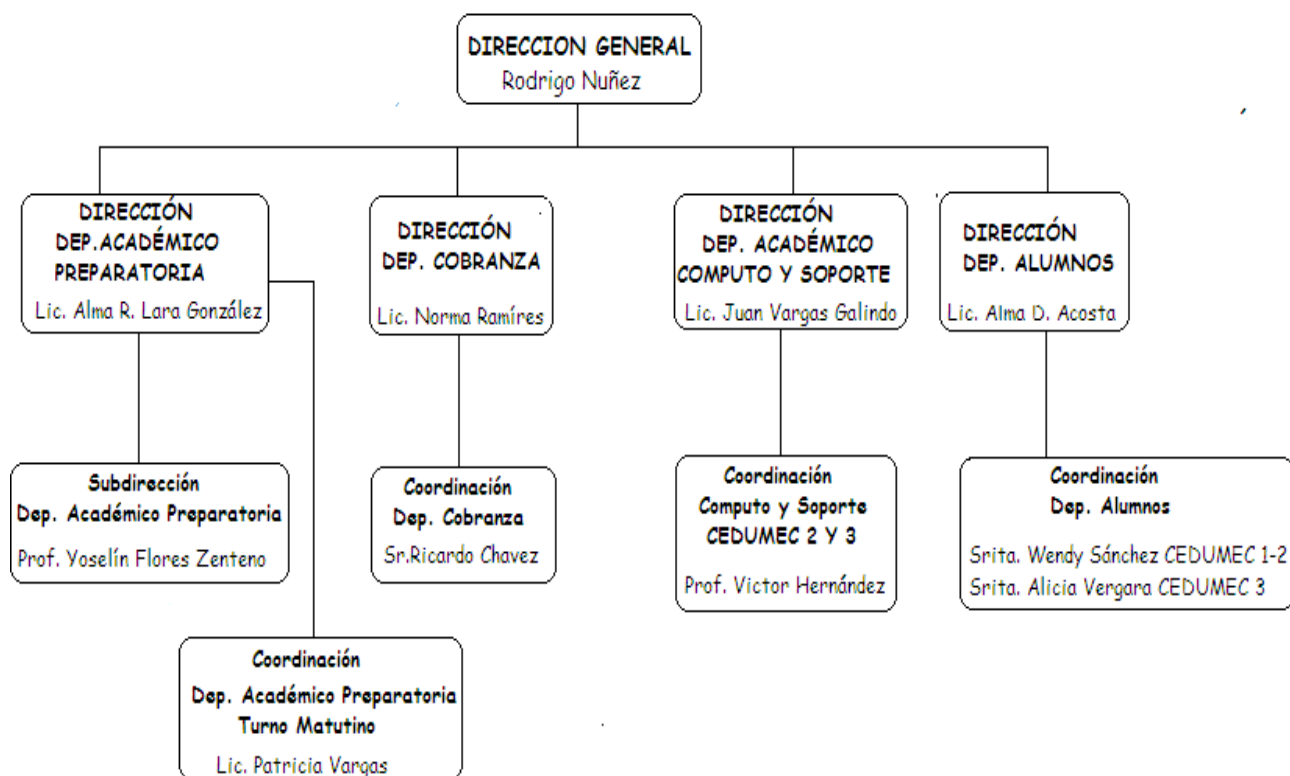 DIRECCION GENERAL
Rodrigo Nuñez
DIRECCIÓN
DEP.ACADÉMICO
PREPARATORIA
Lic. Alma R. Lara González
DIRECCIÓN
DEP. COBRANZA
Lic. Norma Ramíres
DIRECCIÓN
DEP. ACADÉMICO
COMPUTO Y SOPORTE
Lic. Juan Vargas Galindo
DIRECCIÓN
DEP. ALUMNOS
Lic. Alma D. Acosta
Subdirección
Dep. Académico Preparatoria
Prof. Yoselín Flores Zenteno
Coordinación
Dep. Cobranza
Sr.Ricardo Chavez
Coordinación
Computo y Soporte
CEDUMEC 2 Y 3
Prof. Victor Hernández
Coordinación
Dep. Alumnos
Srita. Wendy Sánchez CEDUMEC 1-2
Srita. Alicia Vergara CEDUMEC 3
Coordinación
Dep. Académico Preparatoria
Turno Matutino
Lic. Patricia Vargas